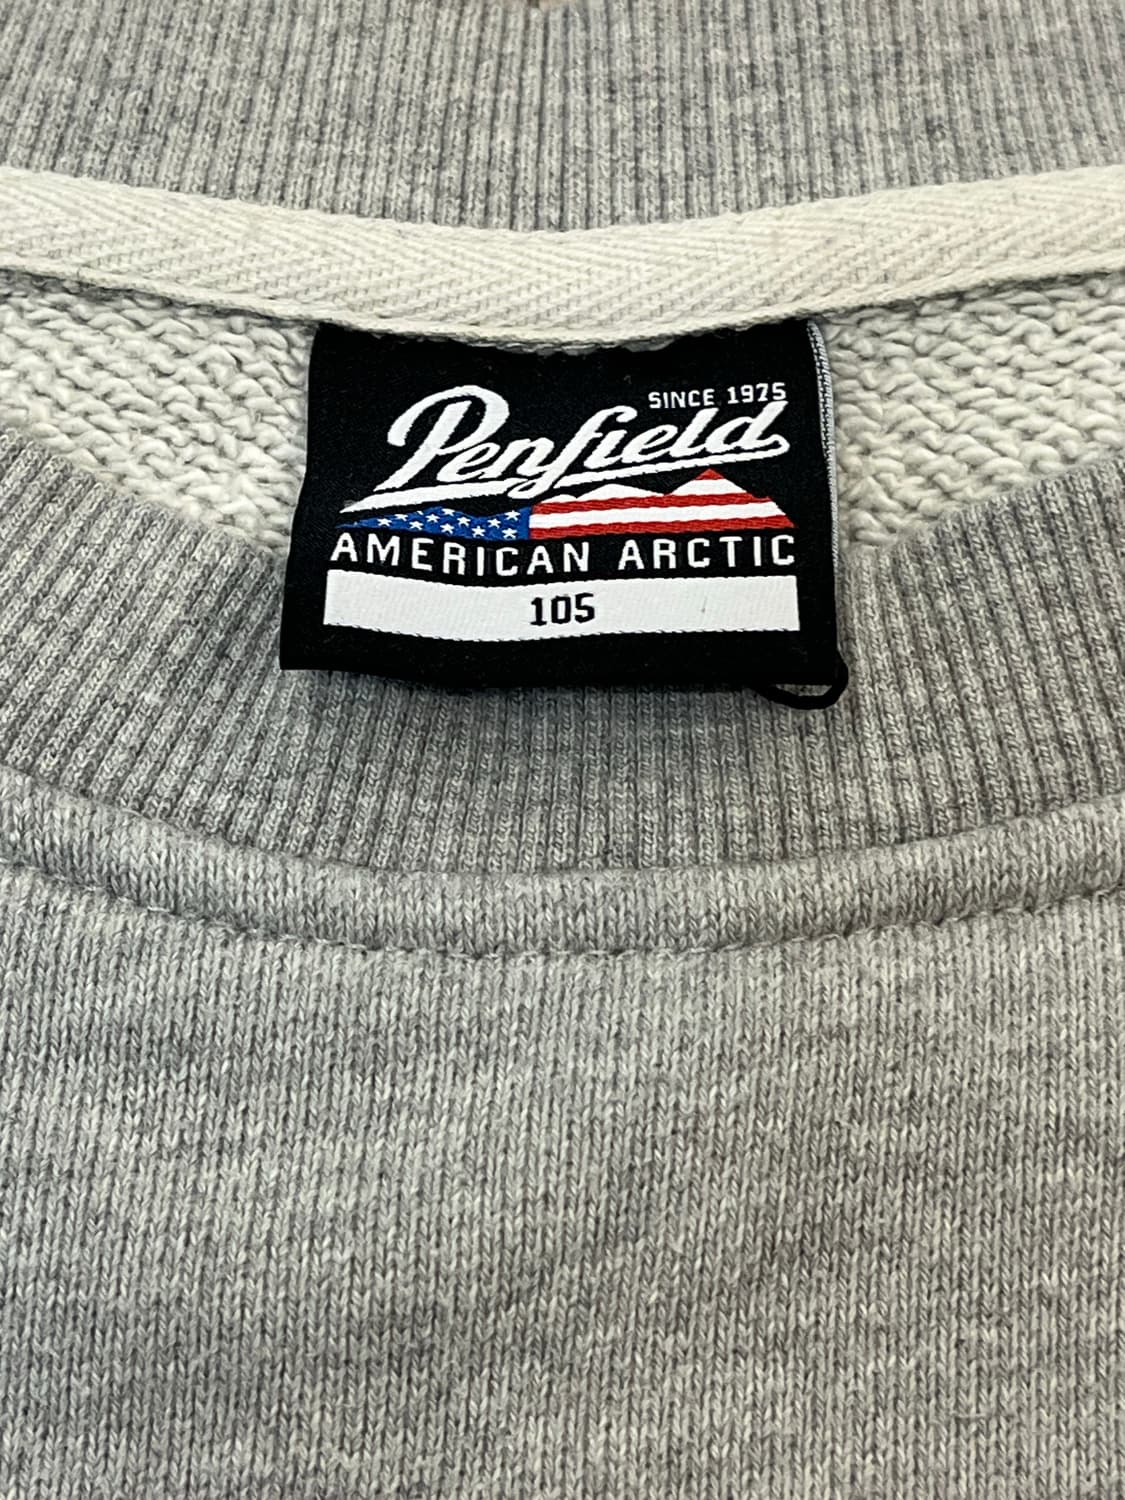 SINCE 1975
Penfield
AMERICAN ARCTIC
105